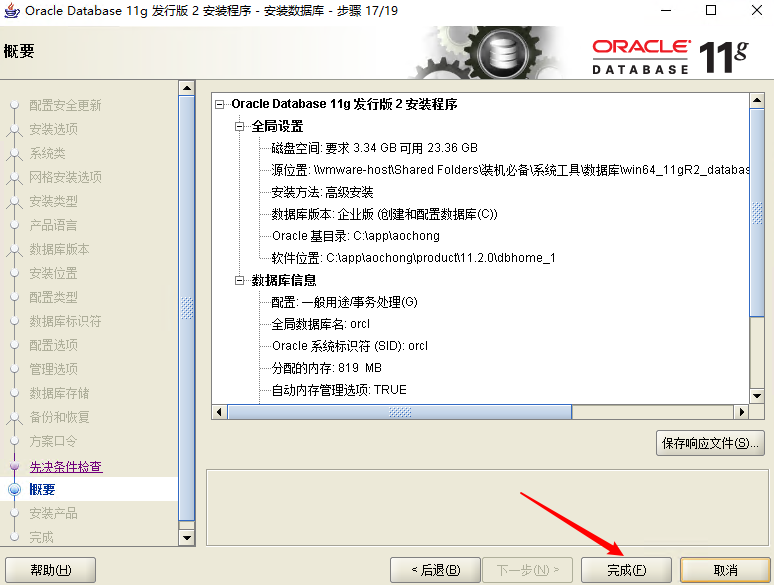 Oracle Database 11g 发行版 2 安装程序 - 安装数据库 - 步骤 17/19
概要
ORACLE
DATABASE 11g
配置安全更新
安装选项
系统类
网格安装选项
安装类型
产品语言
数据库版本
安装位置
配置类型
数据库标识符
配置选项
管理选项
数据库存储
备份和恢复
方案口令
先决条件检查
概要
安装产品
完成
Oracle Database 11g 发行版 2 安装程序
全局设置
磁盘空间: 要求 3.34 GB 可用 23.36 GB
源位置: \\vmware-host\Shared Folders\装机必备\系统工具\数据库\win64_11gR2_databas
安装方法: 高级安装
数据库版本: 企业版 (创建和配置数据库(C))
Oracle 基目录: C:\app\aochong
软件位置: C:\app\aochong\product\11.2.0\dbhome_1
数据库信息
配置: 一般用途/事务处理(G)
全局数据库名: orcl
Oracle 系统标识符 (SID): orcl
分配的内存: 819 MB
自动内存管理选项: TRUE
保存响应文件(S)...
帮助(H)
< 后退(B)
下一步(N) >
完成(F)
取消